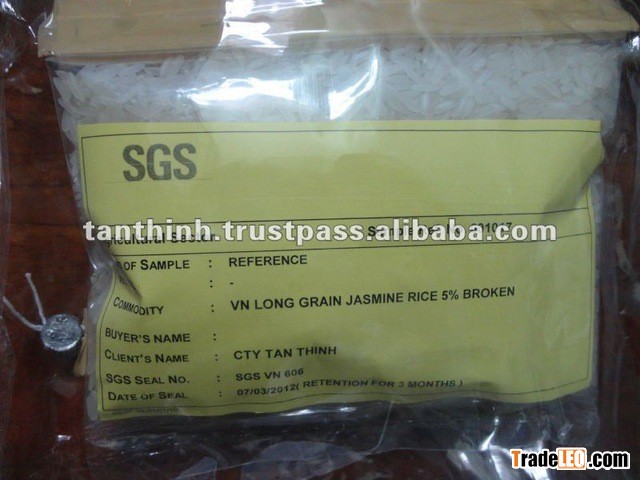 SGS
tanthinh.trustpass.alibaba.com
OF SAMPLE : REFERENCE
: -
COMMODITY : VN LONG GRAIN JASMINE RICE 5% BROKEN
BUYER'S NAME :
CLIENT'S NAME : CTY TAN THINH
SGS SEAL NO. : SGS VN 606
DATE OF SEAL : 07/03/2012( RETENTION FOR 3 MONTHS )
TradeLEO.com